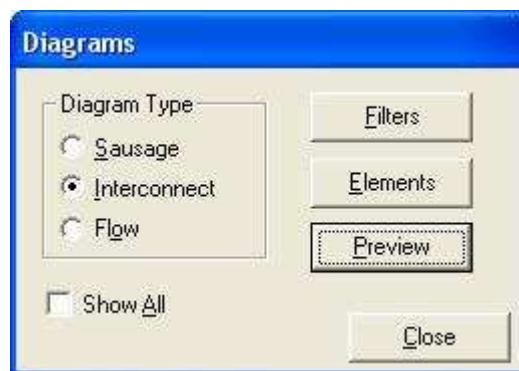 Diagrams
Diagram Type
Sausage
Interconnect
Flow
Show All
Filters
Elements
Preview
Close